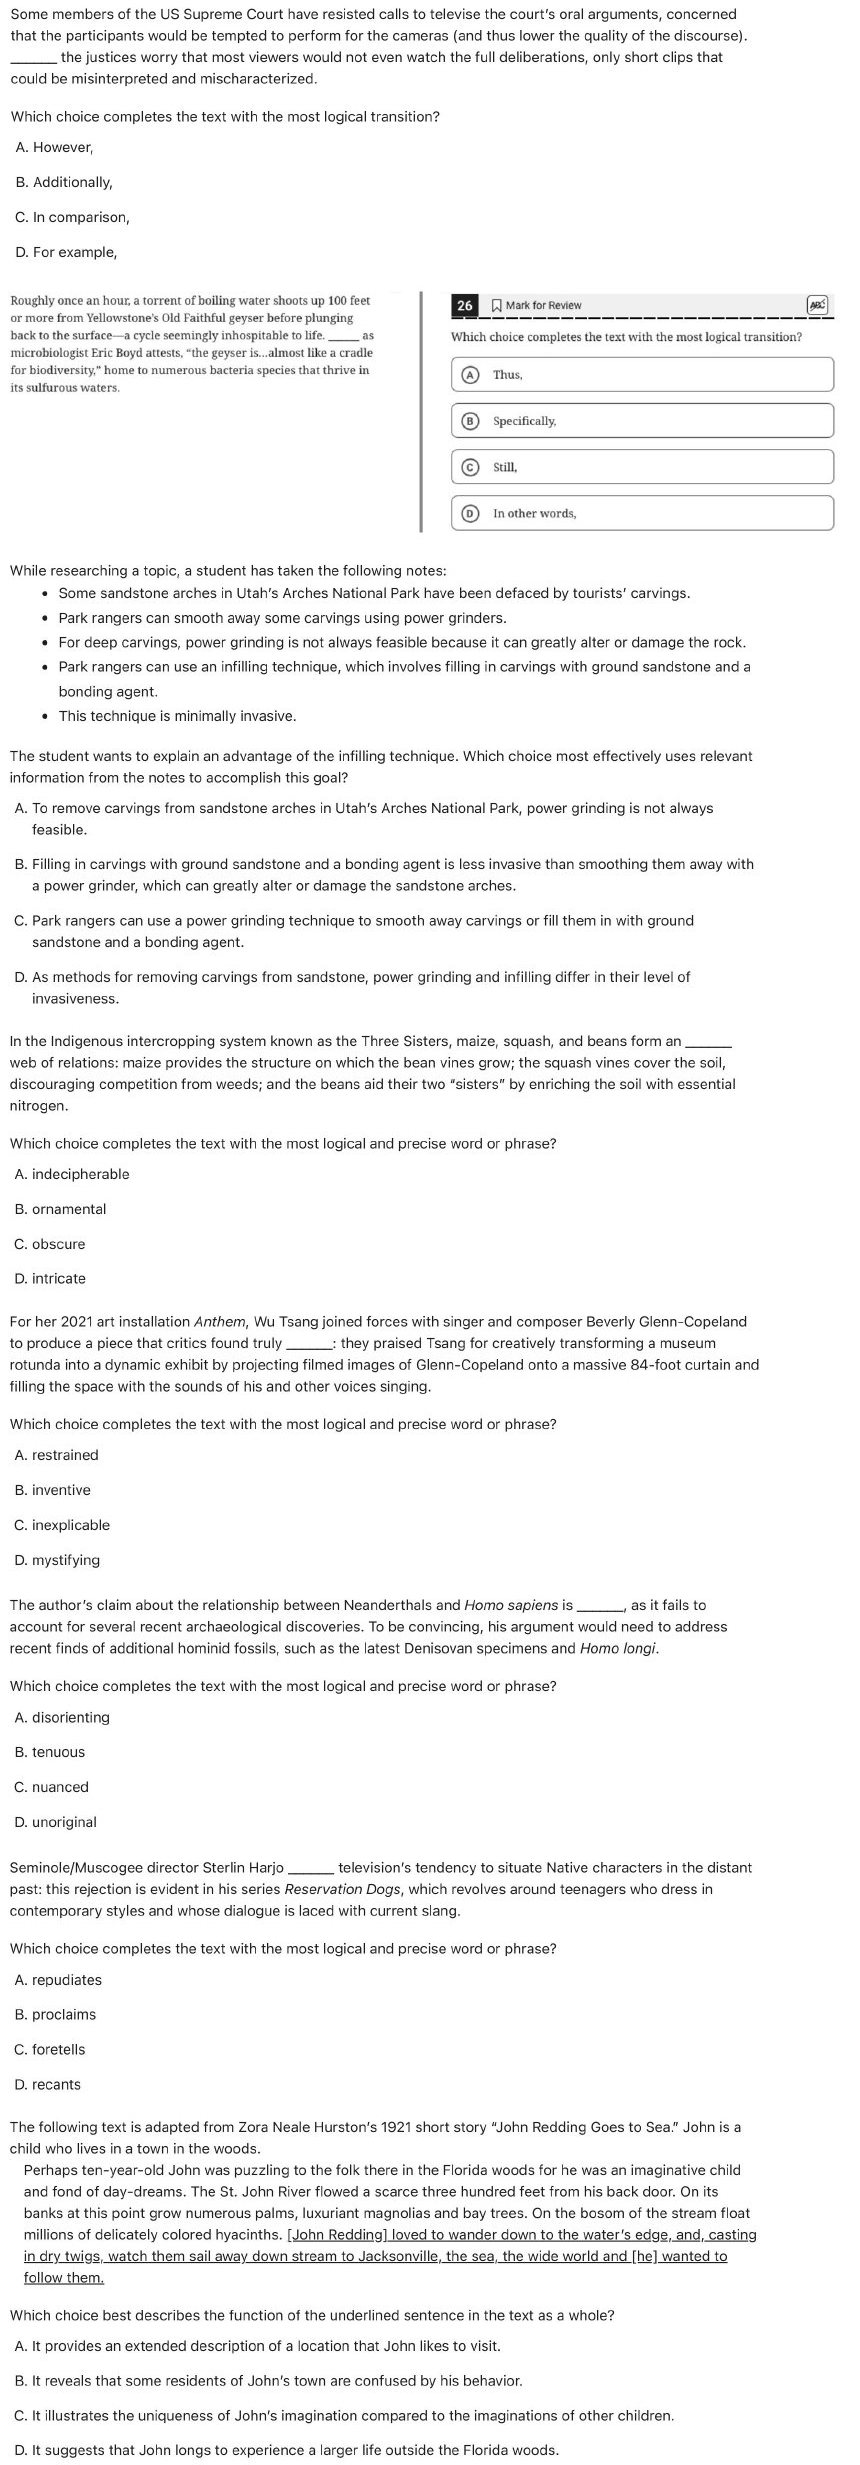 Some members of the US Supreme Court have resisted calls to televise the court's oral arguments, concerned
that the participants would be tempted to perform for the cameras (and thus lower the quality of the discourse).
______ the justices worry that most viewers would not even watch the full deliberations, only short clips that
could be misinterpreted and mischaracterized.
Which choice completes the text with the most logical transition?
A. However,
B. Additionally,
C. In comparison,
D. For example,
Roughly once an hour, a torrent of boiling water shoots up 100 feet
or more from Yellowstone's Old Faithful geyser before plunging
back to the surface—a cycle seemingly inhospitable to life. ______ as
microbiologist Eric Boyd attests, "the geyser is...almost like a cradle
for biodiversity," home to numerous bacteria species that thrive in
its sulfurous waters.
26 Mark for Review ABC
Which choice completes the text with the most logical transition?
A Thus,
B Specifically,
C Still,
D In other words,
While researching a topic, a student has taken the following notes:
• Some sandstone arches in Utah's Arches National Park have been defaced by tourists' carvings.
• Park rangers can smooth away some carvings using power grinders.
• For deep carvings, power grinding is not always feasible because it can greatly alter or damage the rock.
• Park rangers can use an infilling technique, which involves filling in carvings with ground sandstone and a
bonding agent.
• This technique is minimally invasive.
The student wants to explain an advantage of the infilling technique. Which choice most effectively uses relevant
information from the notes to accomplish this goal?
A. To remove carvings from sandstone arches in Utah's Arches National Park, power grinding is not always
feasible.
B. Filling in carvings with ground sandstone and a bonding agent is less invasive than smoothing them away with
a power grinder, which can greatly alter or damage the sandstone arches.
C. Park rangers can use a power grinding technique to smooth away carvings or fill them in with ground
sandstone and a bonding agent.
D. As methods for removing carvings from sandstone, power grinding and infilling differ in their level of
invasiveness.
In the Indigenous intercropping system known as the Three Sisters, maize, squash, and beans form an ______
web of relations: maize provides the structure on which the bean vines grow; the squash vines cover the soil,
discouraging competition from weeds; and the beans aid their two "sisters" by enriching the soil with essential
nitrogen.
Which choice completes the text with the most logical and precise word or phrase?
A. indecipherable
B. ornamental
C. obscure
D. intricate
For her 2021 art installation Anthem, Wu Tsang joined forces with singer and composer Beverly Glenn-Copeland
to produce a piece that critics found truly ______: they praised Tsang for creatively transforming a museum
rotunda into a dynamic exhibit by projecting filmed images of Glenn-Copeland onto a massive 84-foot curtain and
filling the space with the sounds of his and other voices singing.
Which choice completes the text with the most logical and precise word or phrase?
A. restrained
B. inventive
C. inexplicable
D. mystifying
The author's claim about the relationship between Neanderthals and Homo sapiens is ______, as it fails to
account for several recent archaeological discoveries. To be convincing, his argument would need to address
recent finds of additional hominid fossils, such as the latest Denisovan specimens and Homo longi.
Which choice completes the text with the most logical and precise word or phrase?
A. disorienting
B. tenuous
C. nuanced
D. unoriginal
Seminole/Muscogee director Sterlin Harjo ______ television's tendency to situate Native characters in the distant
past: this rejection is evident in his series Reservation Dogs, which revolves around teenagers who dress in
contemporary styles and whose dialogue is laced with current slang.
Which choice completes the text with the most logical and precise word or phrase?
A. repudiates
B. proclaims
C. foretells
D. recants
The following text is adapted from Zora Neale Hurston's 1921 short story "John Redding Goes to Sea." John is a
child who lives in a town in the woods.
Perhaps ten-year-old John was puzzling to the folk there in the Florida woods for he was an imaginative child
and fond of day-dreams. The St. John River flowed a scarce three hundred feet from his back door. On its
banks at this point grow numerous palms, luxuriant magnolias and bay trees. On the bosom of the stream float
millions of delicately colored hyacinths. [John Redding] loved to wander down to the water's edge, and, casting
in dry twigs, watch them sail away down stream to Jacksonville, the sea, the wide world and [he] wanted to
follow them.
Which choice best describes the function of the underlined sentence in the text as a whole?
A. It provides an extended description of a location that John likes to visit.
B. It reveals that some residents of John's town are confused by his behavior.
C. It illustrates the uniqueness of John's imagination compared to the imaginations of other children.
D. It suggests that John longs to experience a larger life outside the Florida woods.